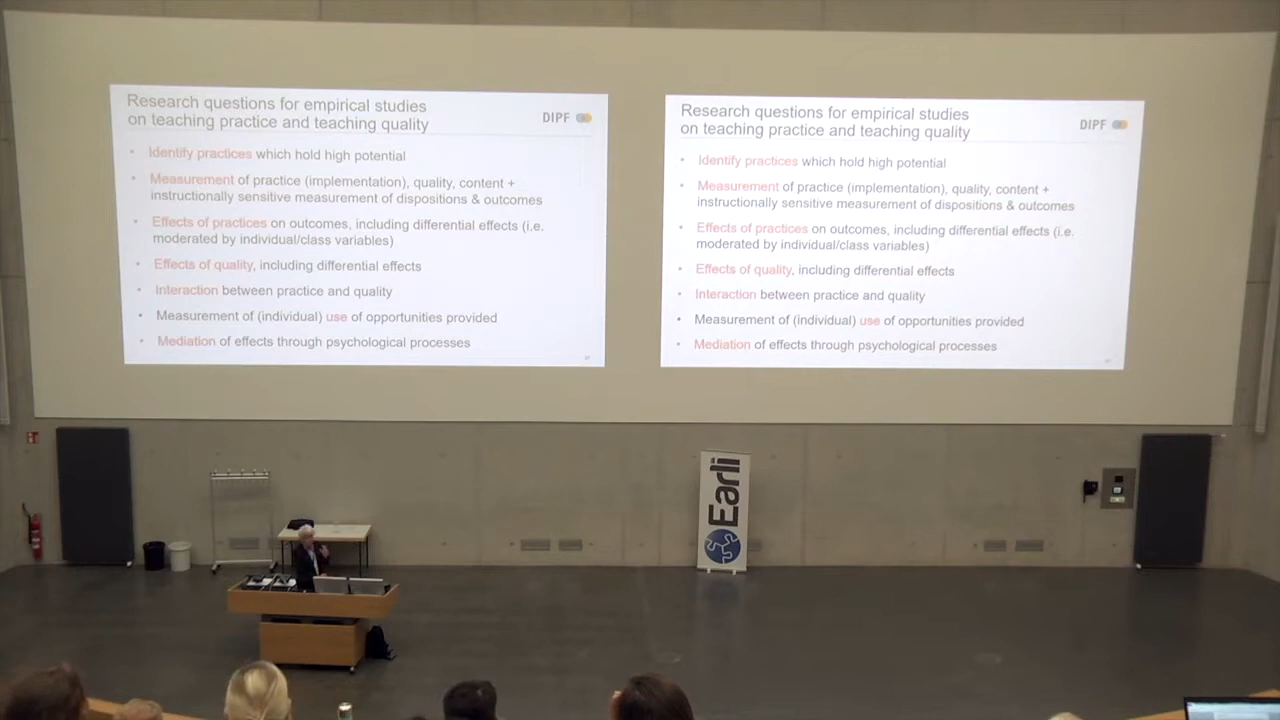 Research questions for empirical studies
on teaching practice and teaching quality
DIPF
• Identify practices which hold high potential
• Measurement of practice (implementation), quality, content +
instructionally sensitive measurement of dispositions & outcomes
• Effects of practices on outcomes, including differential effects (i.e.
moderated by individual/class variables)
• Effects of quality, including differential effects
• Interaction between practice and quality
• Measurement of (individual) use of opportunities provided
• Mediation of effects through psychological processes
Research questions for empirical studies
on teaching practice and teaching quality
DIPF
• Identify practices which hold high potential
• Measurement of practice (implementation), quality, content +
instructionally sensitive measurement of dispositions & outcomes
• Effects of practices on outcomes, including differential effects (i.e.
moderated by individual/class variables)
• Effects of quality, including differential effects
• Interaction between practice and quality
• Measurement of (individual) use of opportunities provided
• Mediation of effects through psychological processes
Earli